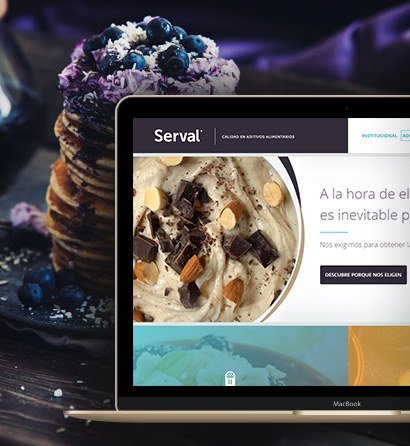 Serval
CALIDAD EN ADITIVOS ALIMENTARIOS
INSTITUCIONAL
A la hora de el
es inevitable p
Nos exigimos para obtener la
DESCUBRE PORQUE NOS ELIGEN
MacBook